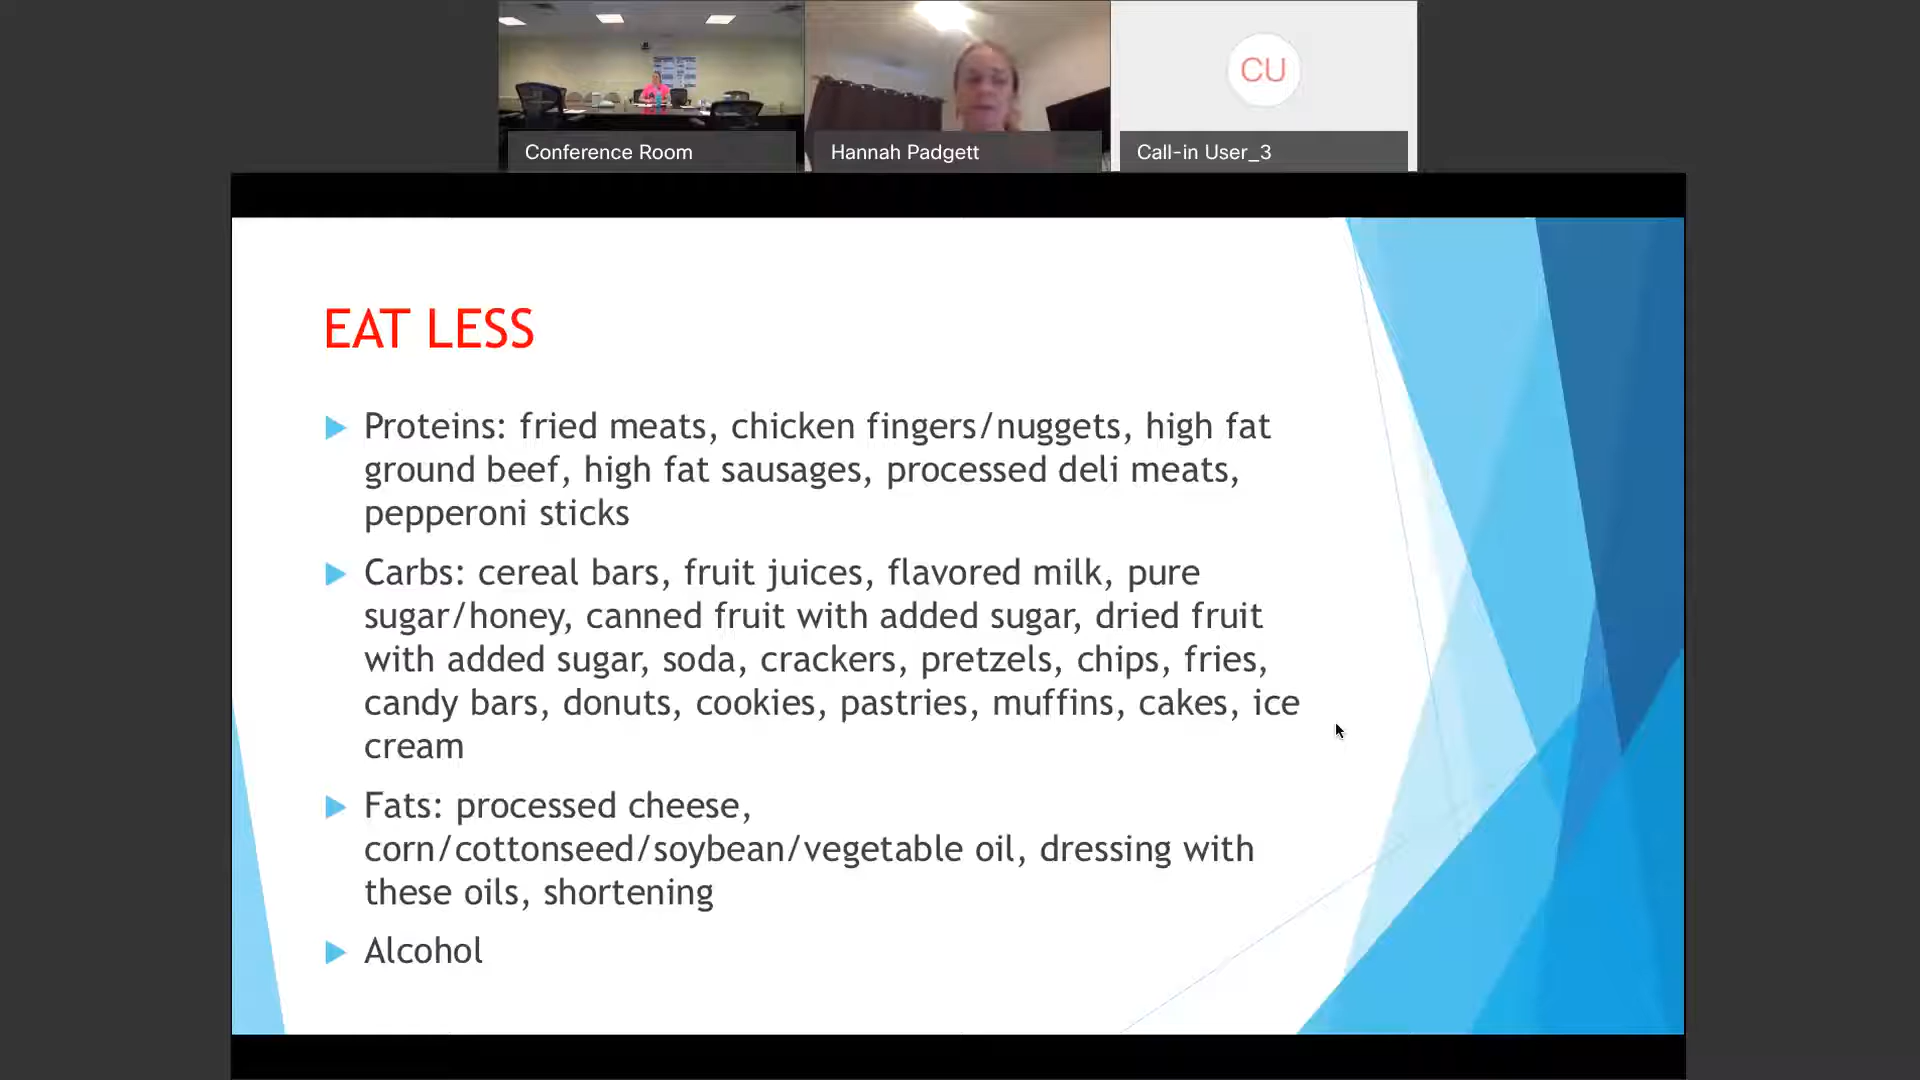 CU
Conference Room
Hannah Padgett
Call-in User_3
EAT LESS
Proteins: fried meats, chicken fingers/nuggets, high fat
ground beef, high fat sausages, processed deli meats,
pepperoni sticks
Carbs: cereal bars, fruit juices, flavored milk, pure
sugar/honey, canned fruit with added sugar, dried fruit
with added sugar, soda, crackers, pretzels, chips, fries,
candy bars, donuts, cookies, pastries, muffins, cakes, ice
cream
Fats: processed cheese,
corn/cottonseed/soybean/vegetable oil, dressing with
these oils, shortening
Alcohol